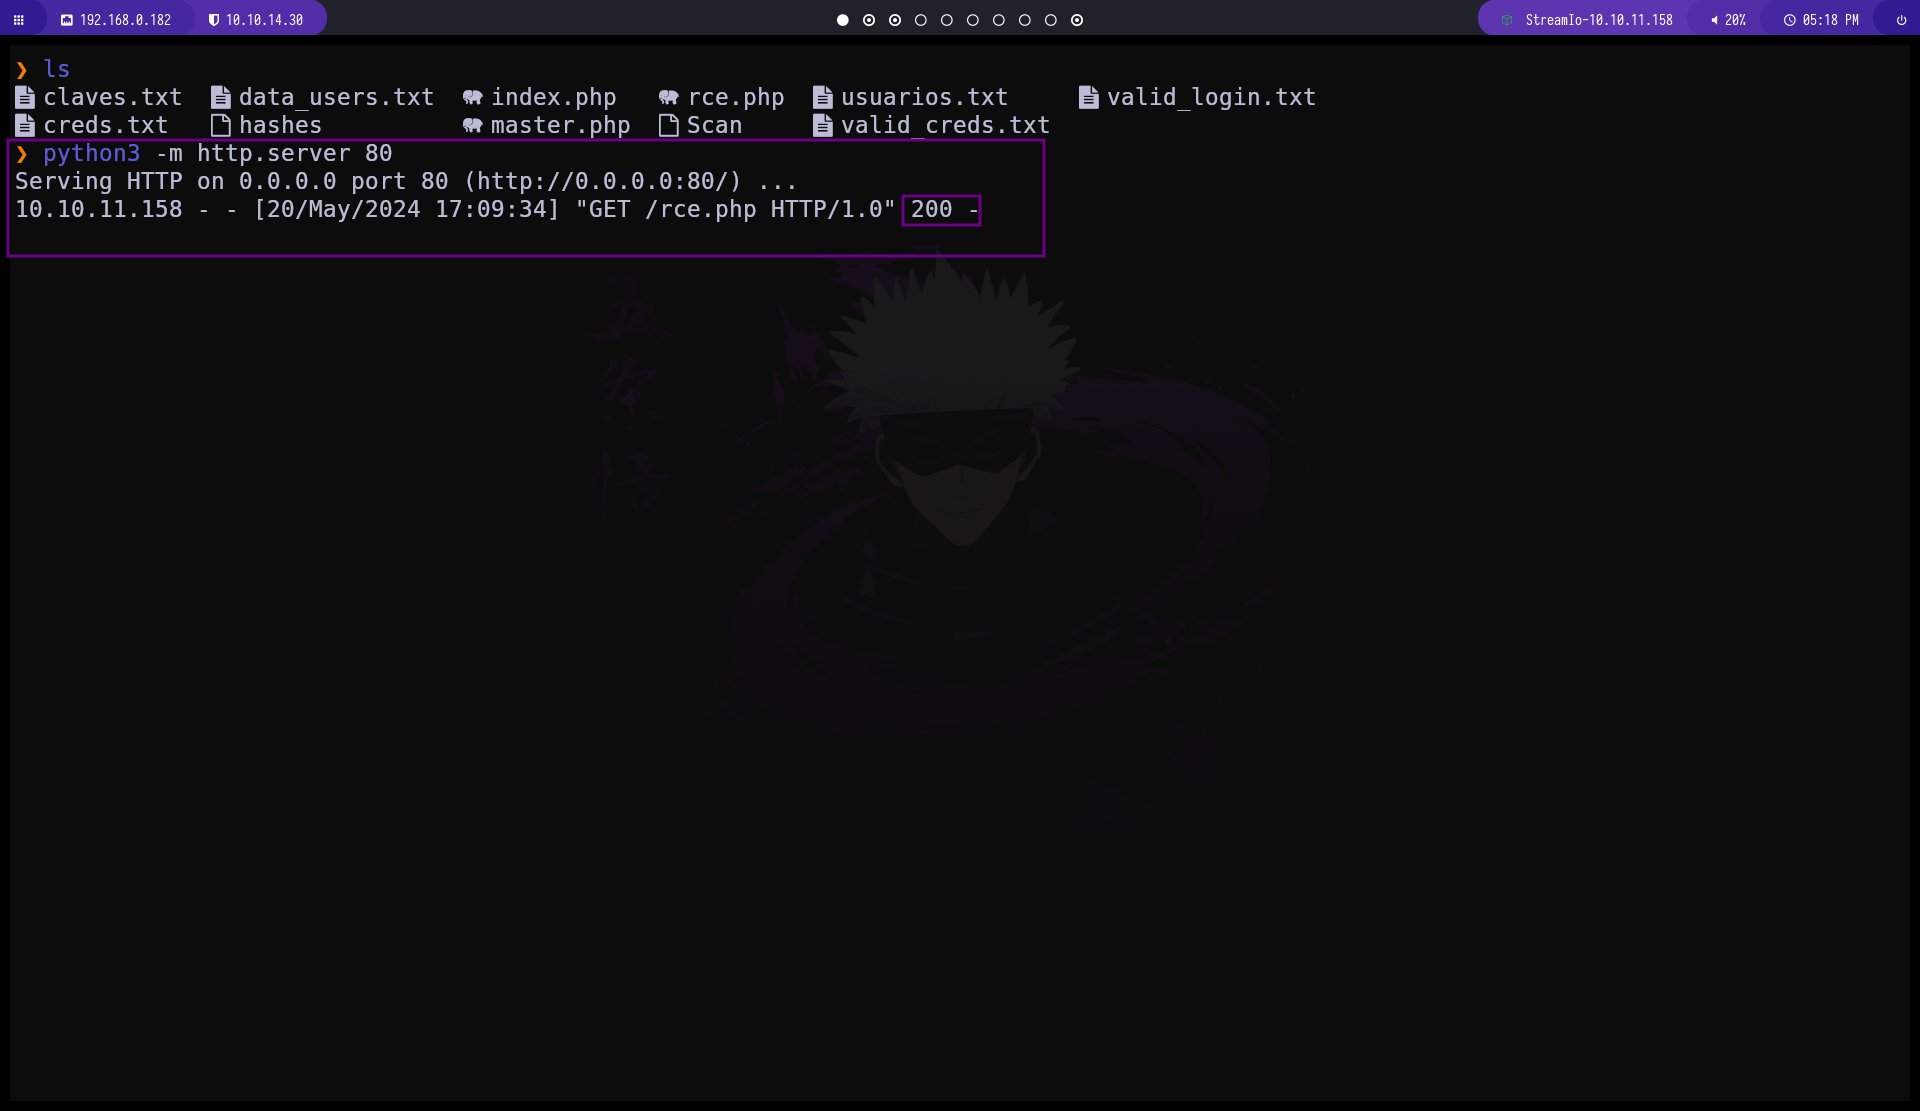 192.168.0.182 10.10.14.30 StreamIo-10.10.11.158 20% 05:18 PM
❯ ls
claves.txt data_users.txt index.php rce.php usuarios.txt valid_login.txt
creds.txt hashes master.php Scan valid_creds.txt
❯ python3 -m http.server 80
Serving HTTP on 0.0.0.0 port 80 (http://0.0.0.0:80/) ...
10.10.11.158 - - [20/May/2024 17:09:34] "GET /rce.php HTTP/1.0" 200 -
五
条
悟